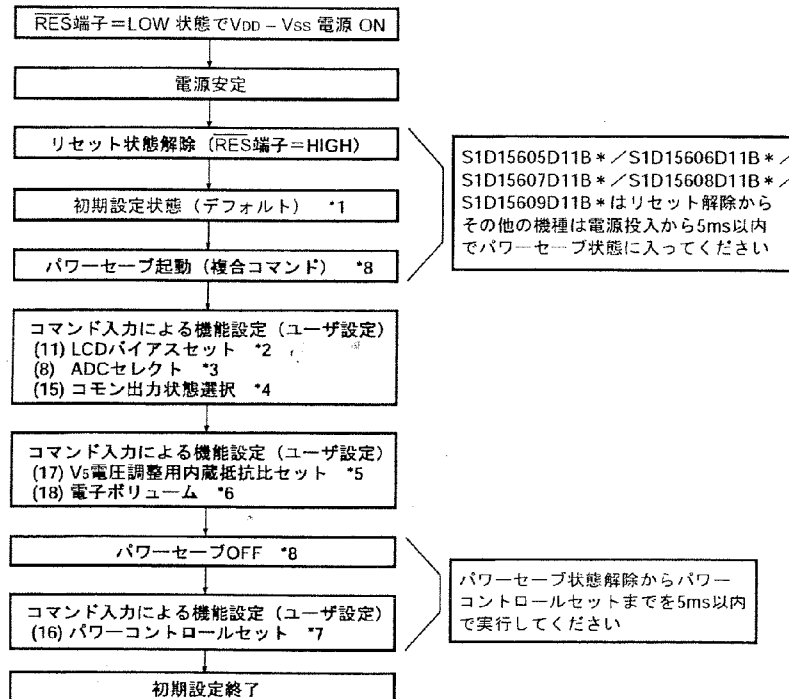 RES端子＝LOW 状態でVDD – VSS 電源 ON
電源安定
リセット状態解除（RES端子＝HIGH）
初期設定状態（デフォルト） *1
パワーセーブ起動（複合コマンド） *8
S1D15605D11B＊／S1D15606D11B＊／
S1D15607D11B＊／S1D15608D11B＊／
S1D15609D11B＊はリセット解除から
その他の機種は電源投入から5ms以内
でパワーセーブ状態に入ってください
コマンド入力による機能設定（ユーザ設定）
(11) LCDバイアスセット *2
(8) ADCセレクト *3
(15) コモン出力状態選択 *4
コマンド入力による機能設定（ユーザ設定）
(17) V5電圧調整用内蔵抵抗比セット *5
(18) 電子ボリューム *6
パワーセーブOFF *8
コマンド入力による機能設定（ユーザ設定）
(16) パワーコントロールセット *7
パワーセーブ状態解除からパワー
コントロールセットまでを5ms以内
で実行してください
初期設定終了